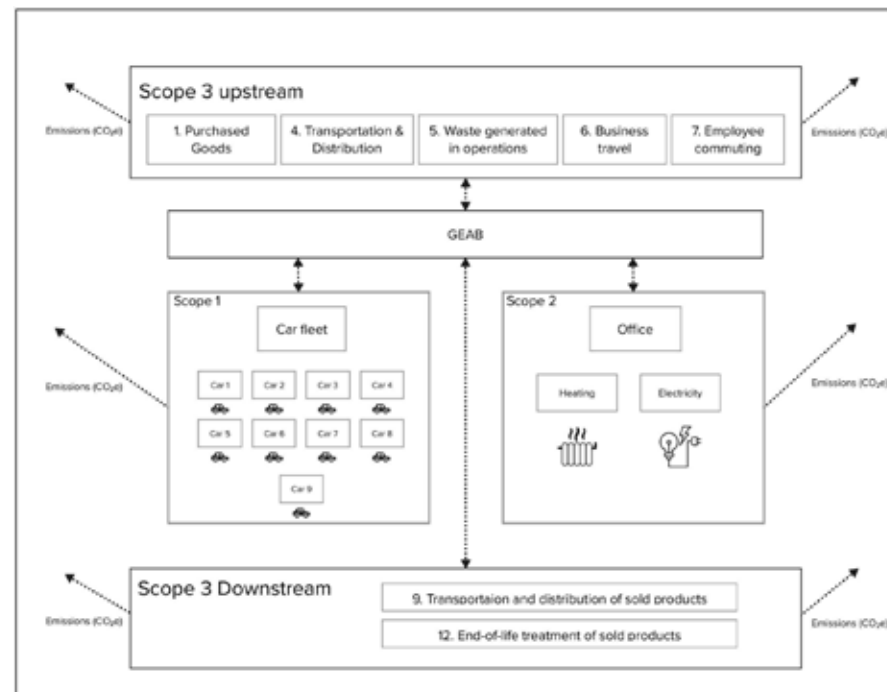 Scope 3 upstream
Emissions (CO₂e)
Emissions (CO₂e)
1. Purchased
Goods
4. Transportation &
Distribution
5. Waste generated
in operations
6. Business
travel
7. Employee
commuting
GEAB
Scope 1
Car fleet
Car 1
Car 2
Car 3
Car 4
Car 5
Car 6
Car 7
Car 8
Car 9
Emissions (CO₂e)
Scope 2
Office
Heating
Electricity
Emissions (CO₂e)
Scope 3 Downstream
9. Transportaion and distribution of sold products
12. End-of-life treatment of sold products
Emissions (CO₂e)
Emissions (CO₂e)